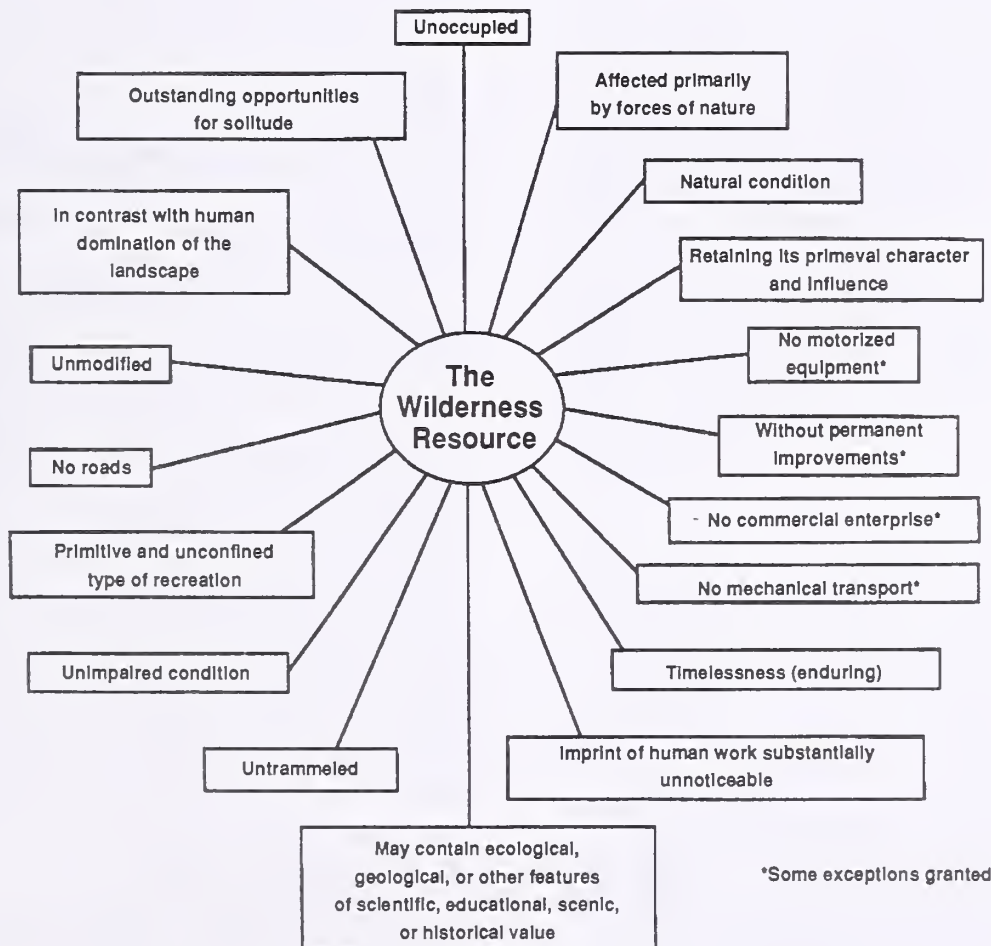 Unoccupied
Affected primarily
by forces of nature
Natural condition
Retaining its primeval character
and influence
No motorized
equipment*
Without permanent
improvements*
- No commercial enterprise*
No mechanical transport*
Timelessness (enduring)
Imprint of human work substantially
unnoticeable
May contain ecological,
geological, or other features
of scientific, educational, scenic,
or historical value
Untrammeled
Unimpaired condition
Primitive and unconfined
type of recreation
No roads
Unmodified
In contrast with human
domination of the
landscape
Outstanding opportunities
for solitude
The
Wilderness
Resource
*Some exceptions granted